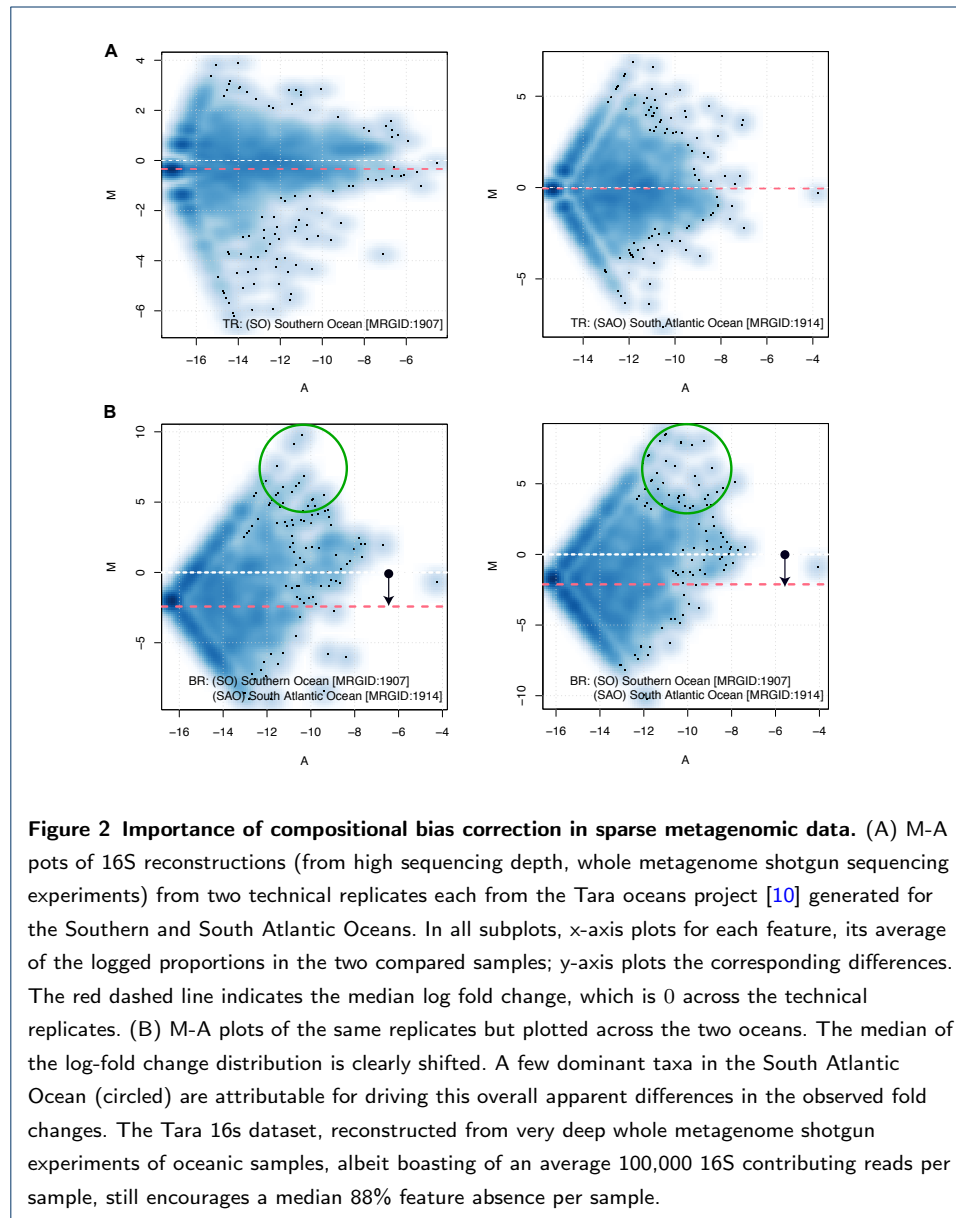 A
4
2
0
−2
−4
−6
M
TR: (SO) Southern Ocean [MRGID:1907]
−16 −14 −12 −10 −8 −6
A
5
0
−5
M
TR: (SAO) South Atlantic Ocean [MRGID:1914]
−14 −12 −10 −8 −6 −4
A
B
10
5
0
−5
M
BR: (SO) Southern Ocean [MRGID:1907]
(SAO) South Atlantic Ocean [MRGID:1914]
−16 −14 −12 −10 −8 −6 −4
A
5
0
−5
−10
M
BR: (SO) Southern Ocean [MRGID:1907]
(SAO) South Atlantic Ocean [MRGID:1914]
−16 −14 −12 −10 −8 −6 −4
A
Figure 2 Importance of compositional bias correction in sparse metagenomic data. (A) M-A
pots of 16S reconstructions (from high sequencing depth, whole metagenome shotgun sequencing
experiments) from two technical replicates each from the Tara oceans project [10] generated for
the Southern and South Atlantic Oceans. In all subplots, x-axis plots for each feature, its average
of the logged proportions in the two compared samples; y-axis plots the corresponding differences.
The red dashed line indicates the median log fold change, which is 0 across the technical
replicates. (B) M-A plots of the same replicates but plotted across the two oceans. The median of
the log-fold change distribution is clearly shifted. A few dominant taxa in the South Atlantic
Ocean (circled) are attributable for driving this overall apparent differences in the observed fold
changes. The Tara 16s dataset, reconstructed from very deep whole metagenome shotgun
experiments of oceanic samples, albeit boasting of an average 100,000 16S contributing reads per
sample, still encourages a median 88% feature absence per sample.